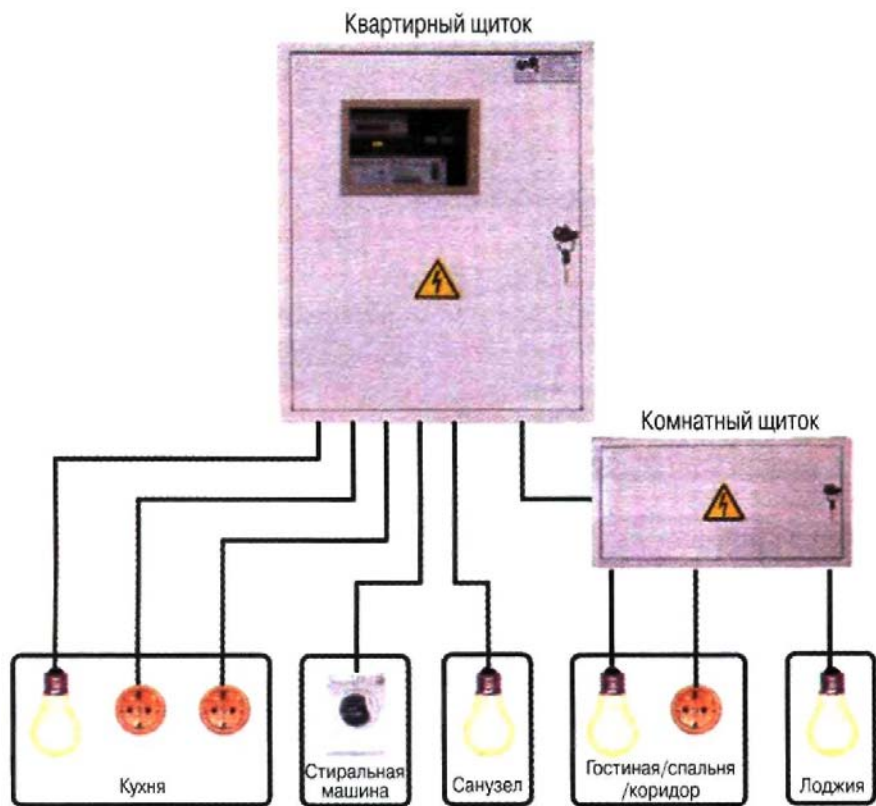 Квартирный щиток
Комнатный щиток
Кухня
Стиральная
машина
Санузел
Гостиная/спальня
/коридор
Лоджия